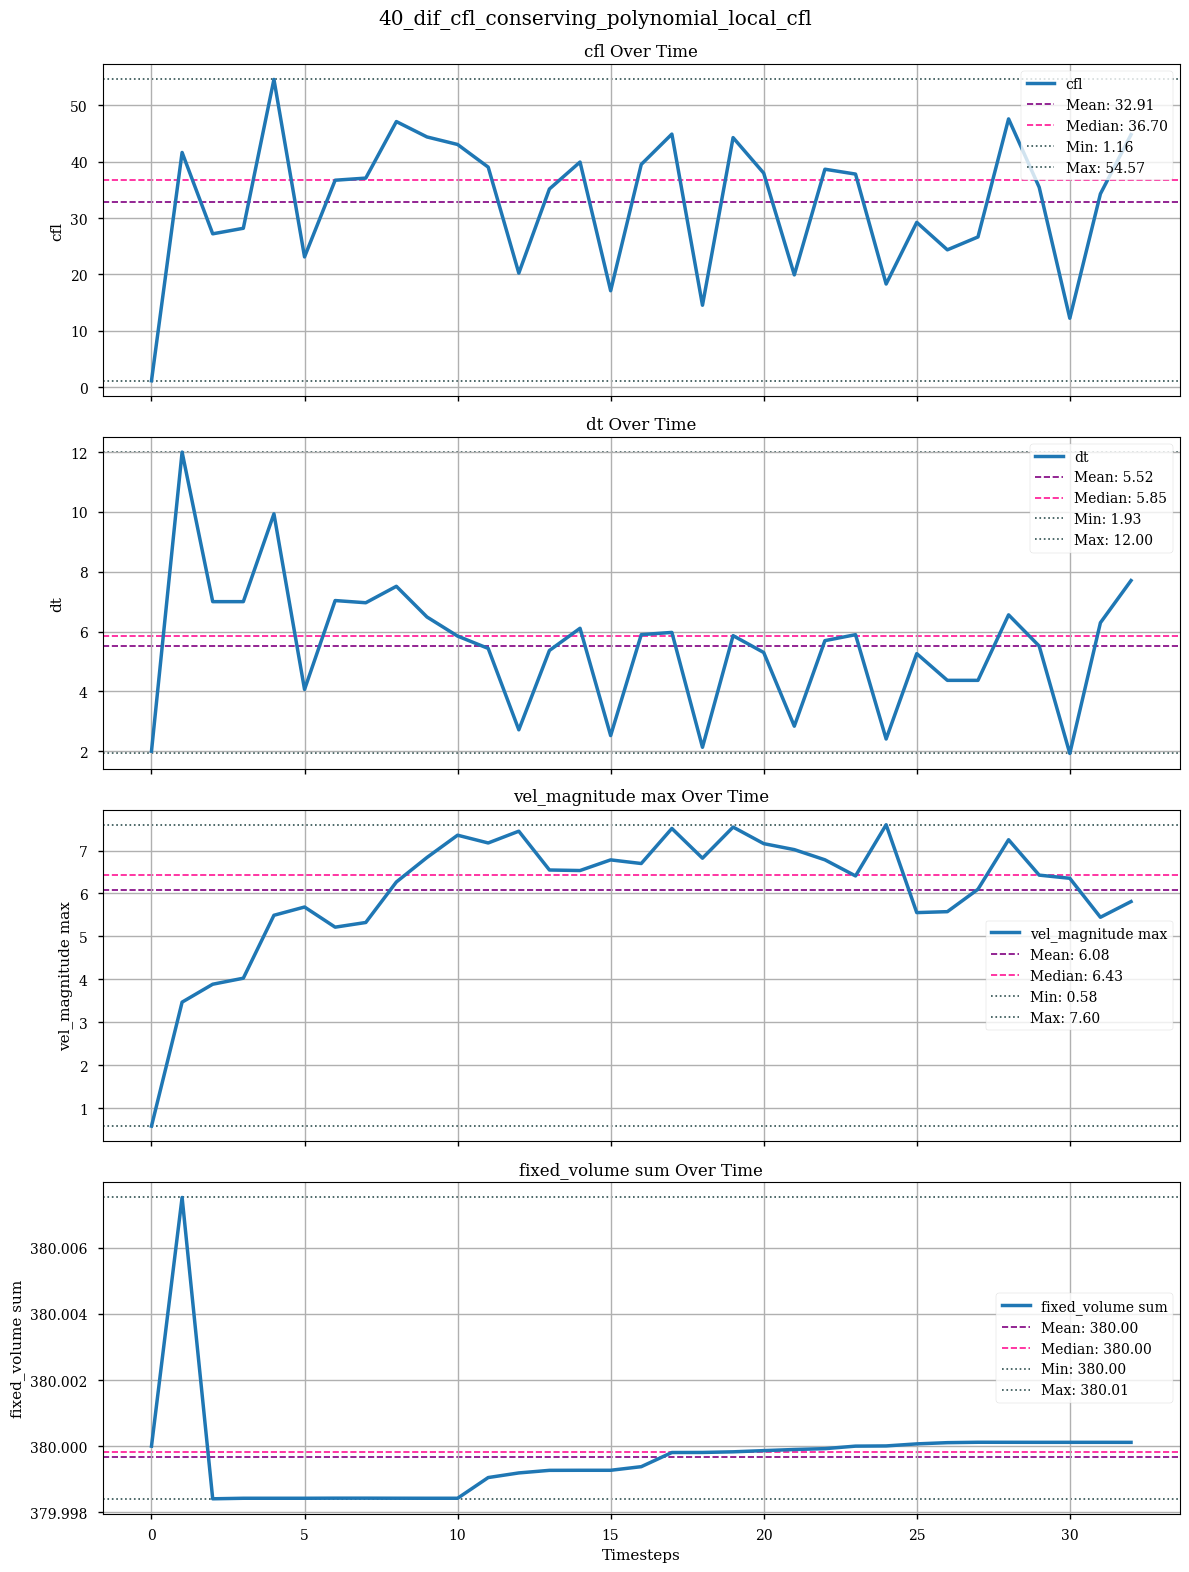 40_dif_cfl_conserving_polynomial_local_cfl
cfl Over Time
cfl
50
40
30
20
10
0
cfl
Mean: 32.91
Median: 36.70
Min: 1.16
Max: 54.57
dt Over Time
dt
12
10
8
6
4
2
dt
Mean: 5.52
Median: 5.85
Min: 1.93
Max: 12.00
vel_magnitude max Over Time
vel_magnitude max
7
6
5
4
3
2
1
vel_magnitude max
Mean: 6.08
Median: 6.43
Min: 0.58
Max: 7.60
fixed_volume sum Over Time
fixed_volume sum
380.006
380.004
380.002
380.000
379.998
fixed_volume sum
Mean: 380.00
Median: 380.00
Min: 380.00
Max: 380.01
0 5 10 15 20 25 30
Timesteps